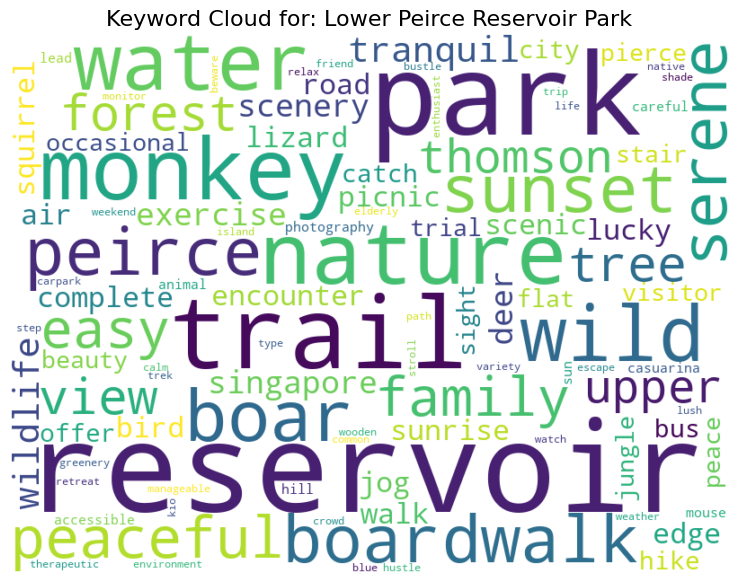 Keyword Cloud for: Lower Peirce Reservoir Park
lead
water
monitor
beware
relax
friend
tranquil
bustle
city
pierce
native
shade
squirrel
forest
scenery
road
park
enthusiast
trip
life
careful
serene
occasional
lizard
catch
thomson
stair
monkey
picnic
sunset
air
weekend
exercise
elderly
photography
trial
scenic
lucky
island
peirce
nature
tree
carpark
animal
complete
encounter
sight
deer
flat
visitor
step
easy
trail
path
type
wild
wildlife
beauty
calm
trek
stroll
variety
sun
escape
casuarina
view
singapore
family
upper
lush
offer
bird
boar
wooden
common
sunrise
watch
jungle
bus
peace
greenery
retreat
manageable
kio
reservoir
hill
jog
walk
accessible
crowd
weather
mouse
peaceful
boardwalk
edge
hike
therapeutic
environment
blue
hustle